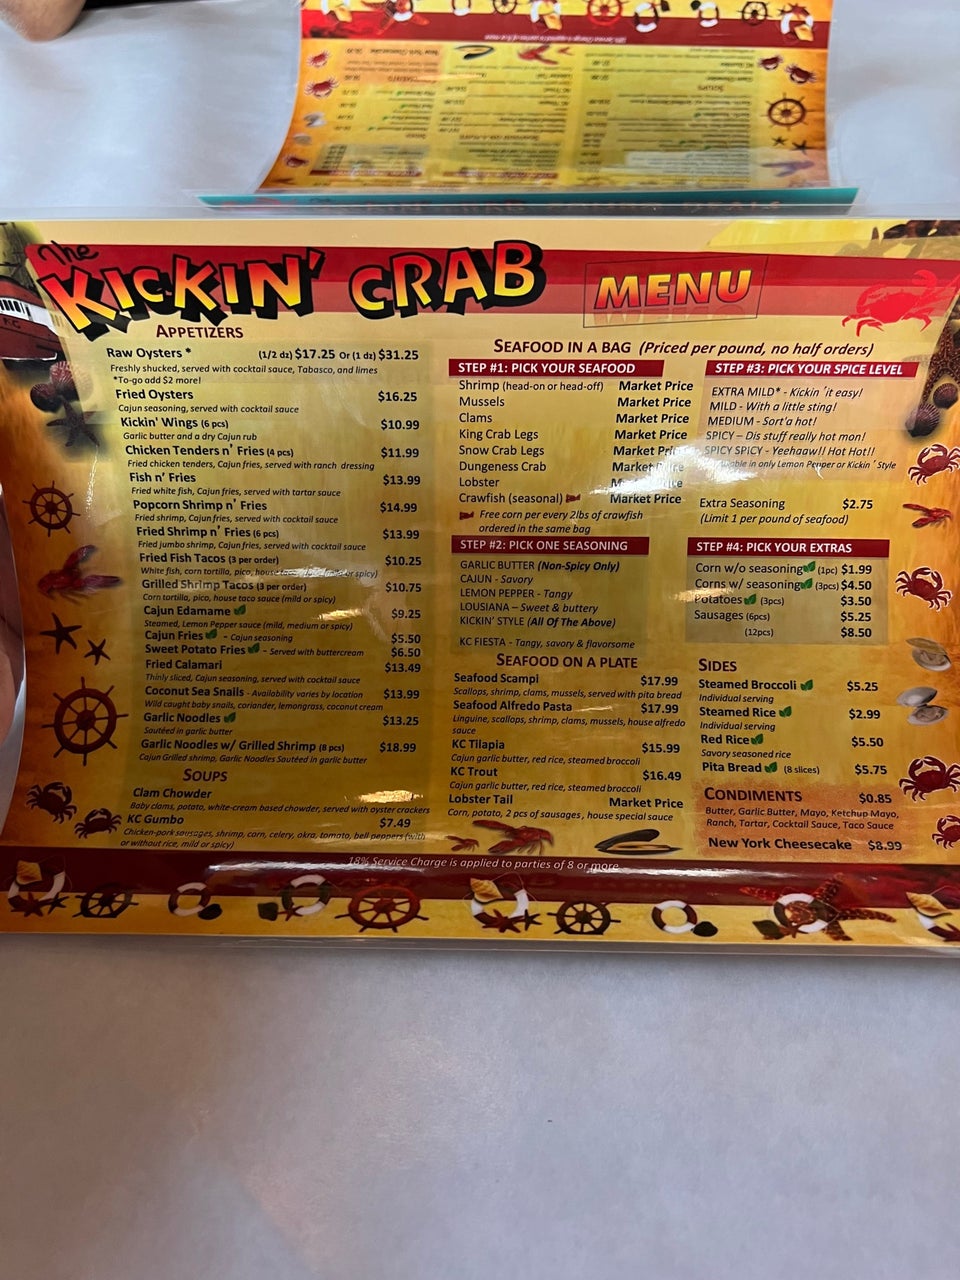 The
KICKIN' CRAB
MENU
APPETIZERS
Raw Oysters * (1/2 dz) $17.25 Or (1 dz) $31.25
Freshly shucked, served with cocktail sauce, Tabasco, and limes
*To-go add $2 more!
Fried Oysters $16.25
Cajun seasoning, served with cocktail sauce
Kickin' Wings (6 pcs) $10.99
Garlic butter and a dry Cajun rub
Chicken Tenders n' Fries (4 pcs) $11.99
Fried chicken tenders, Cajun fries, served with ranch dressing
Fish n' Fries $13.99
Fried white fish, Cajun fries, served with tartar sauce
Popcorn Shrimp n' Fries $14.99
Fried shrimp, Cajun fries, served with cocktail sauce
Fried Shrimp n' Fries (6 pcs) $13.99
Fried jumbo shrimp, Cajun fries, served with cocktail sauce
Fried Fish Tacos (3 per order) $10.25
White fish, corn tortilla, pico, house taco (mild or spicy)
Grilled Shrimp Tacos (3 per order) $10.75
Corn tortilla, pico, house taco sauce (mild or spicy)
Cajun Edamame $9.25
Steamed, Lemon Pepper sauce (mild, medium or spicy)
Cajun Fries - Cajun seasoning $5.50
Sweet Potato Fries - Served with buttercream $6.50
Fried Calamari $13.49
Thinly sliced, Cajun seasoning, served with cocktail sauce
Coconut Sea Snails - Availability varies by location $13.99
Wild caught baby snails, coriander, lemongrass, coconut cream
Garlic Noodles $13.25
Sautéed in garlic butter
Garlic Noodles w/ Grilled Shrimp (8 pcs) $18.99
Cajun Grilled shrimp, Garlic Noodles Sautéed in garlic butter
SOUPS
Clam Chowder
Baby clams, potato, white-cream based chowder, served with oyster crackers
KC Gumbo $7.49
Chicken-pork sausages, shrimp, corn, celery, okra, tomato, bell peppers (with
or without rice, mild or spicy)
SEAFOOD IN A BAG (Priced per pound, no half orders)
STEP #1: PICK YOUR SEAFOOD
Shrimp (head-on or head-off) Market Price
Mussels Market Price
Clams Market Price
King Crab Legs Market Price
Snow Crab Legs Market Price
Dungeness Crab Market Price
Lobster Market Price
Crawfish (seasonal) Market Price
Free corn per every 2lbs of crawfish
ordered in the same bag
STEP #2: PICK ONE SEASONING
GARLIC BUTTER (Non-Spicy Only)
CAJUN - Savory
LEMON PEPPER - Tangy
LOUSIANA – Sweet & buttery
KICKIN' STYLE (All Of The Above)
KC FIESTA - Tangy, savory & flavorsome
SEAFOOD ON A PLATE
Seafood Scampi $17.99
Scallops, shrimp, clams, mussels, served with pita bread
Seafood Alfredo Pasta $17.99
Linguine, scallops, shrimp, clams, mussels, house alfredo
sauce
KC TIlapia $15.99
Cajun garlic butter, red rice, steamed broccoli
KC Trout $16.49
Cajun garlic butter, red rice, steamed broccoli
Lobster Tail Market Price
Corn, potato, 2 pcs of sausages, house special sauce
STEP #3: PICK YOUR SPICE LEVEL
EXTRA MILD* - Kickin´it easy!
MILD - With a little sting!
MEDIUM - Sort'a hot!
SPICY – Dis stuff really hot mon!
SPICY SPICY - Yeehaaw!! Hot Hot!!
in only Lemon Pepper or Kickin´ Style
Extra Seasoning $2.75
(Limit 1 per pound of seafood)
STEP #4: PICK YOUR EXTRAS
Corn w/o seasoning (1pc) $1.99
Corns w/ seasoning (3pcs) $4.50
Potatoes (3pcs) $3.50
Sausages (6pcs) $5.25
(12pcs) $8.50
SIDES
Steamed Broccoli $5.25
Individual serving
Steamed Rice $2.99
Individual serving
Red Rice $5.50
Savory seasoned rice
Pita Bread (8 slices) $5.75
CONDIMENTS $0.85
Butter, Garlic Butter, Mayo, Ketchup Mayo,
Ranch, Tartar, Cocktail Sauce, Taco Sauce
New York Cheesecake $8.99
18% Service Charge is applied to parties of 8 or more